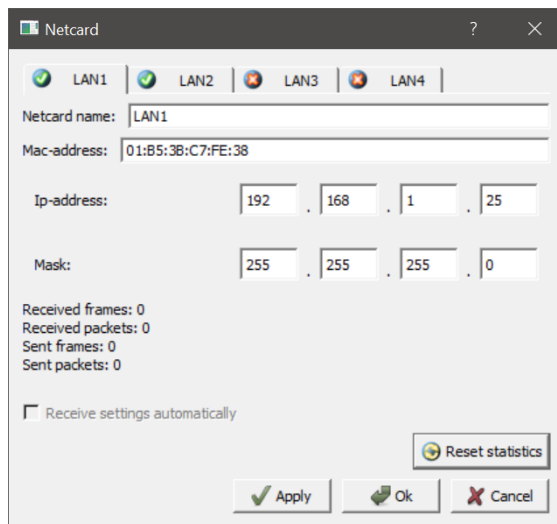 Netcard ? ×
LAN1 LAN2 LAN3 LAN4
Netcard name: LAN1
Mac-address: 01:B5:3B:C7:FE:38
Ip-address: 192 . 168 . 1 . 25
Mask: 255 . 255 . 255 . 0
Received frames: 0
Received packets: 0
Sent frames: 0
Sent packets: 0
Receive settings automatically
Reset statistics
Apply Ok Cancel